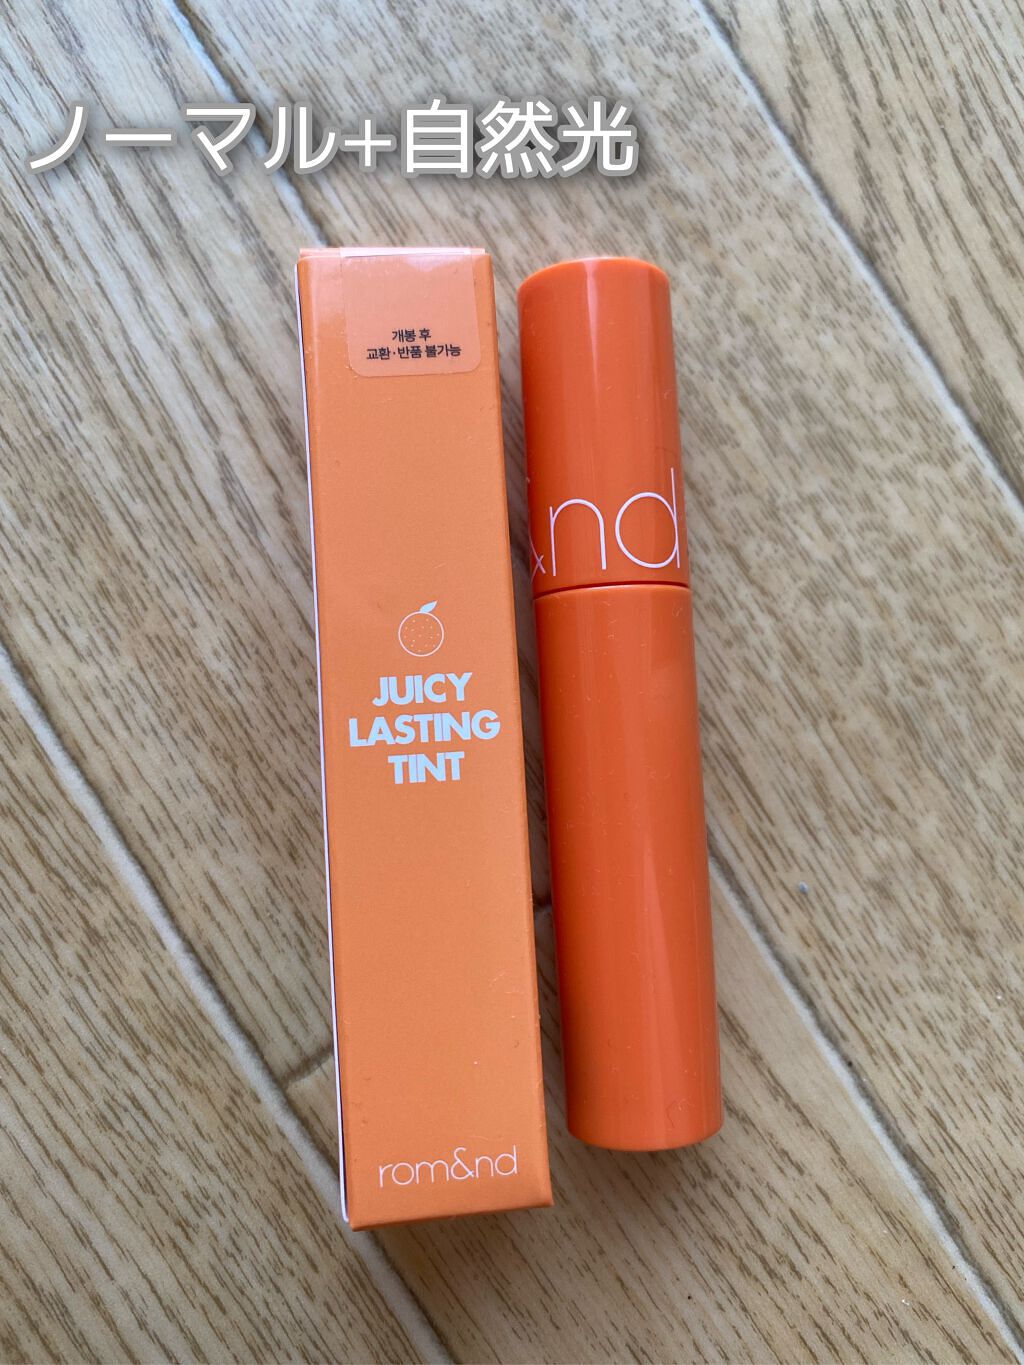 ノーマル+自然光
개봉 후
교환·반품 불가능
&nd
JUICY
LASTING
TINT
rom&nd